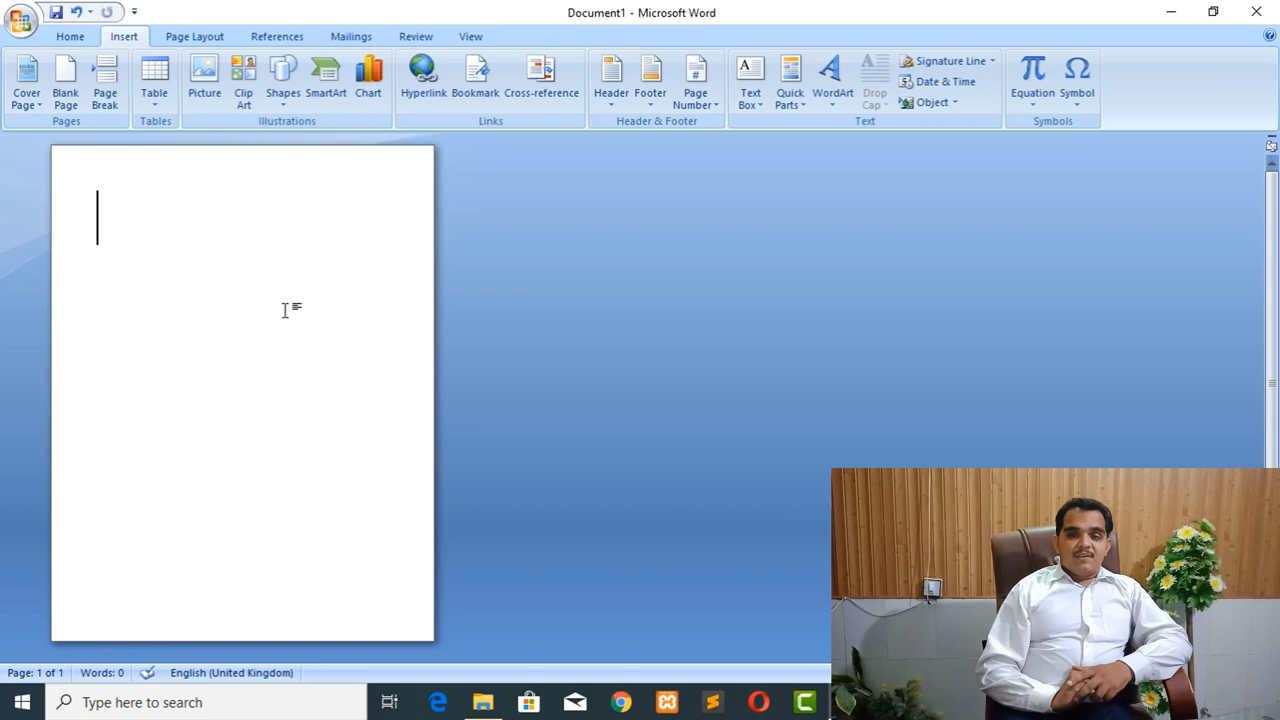 Document1 - Microsoft Word
Home Insert Page Layout References Mailings Review View
Cover Page Blank Page Page Break Table Picture Clip Art Shapes SmartArt Chart Hyperlink Bookmark Cross-reference Header Footer Page Number Text Box Quick Parts WordArt Drop Cap Signature Line Date & Time Object Equation Symbol
Pages Tables Illustrations Links Header & Footer Text Symbols
Page: 1 of 1 Words: 0 English (United Kingdom)
Type here to search